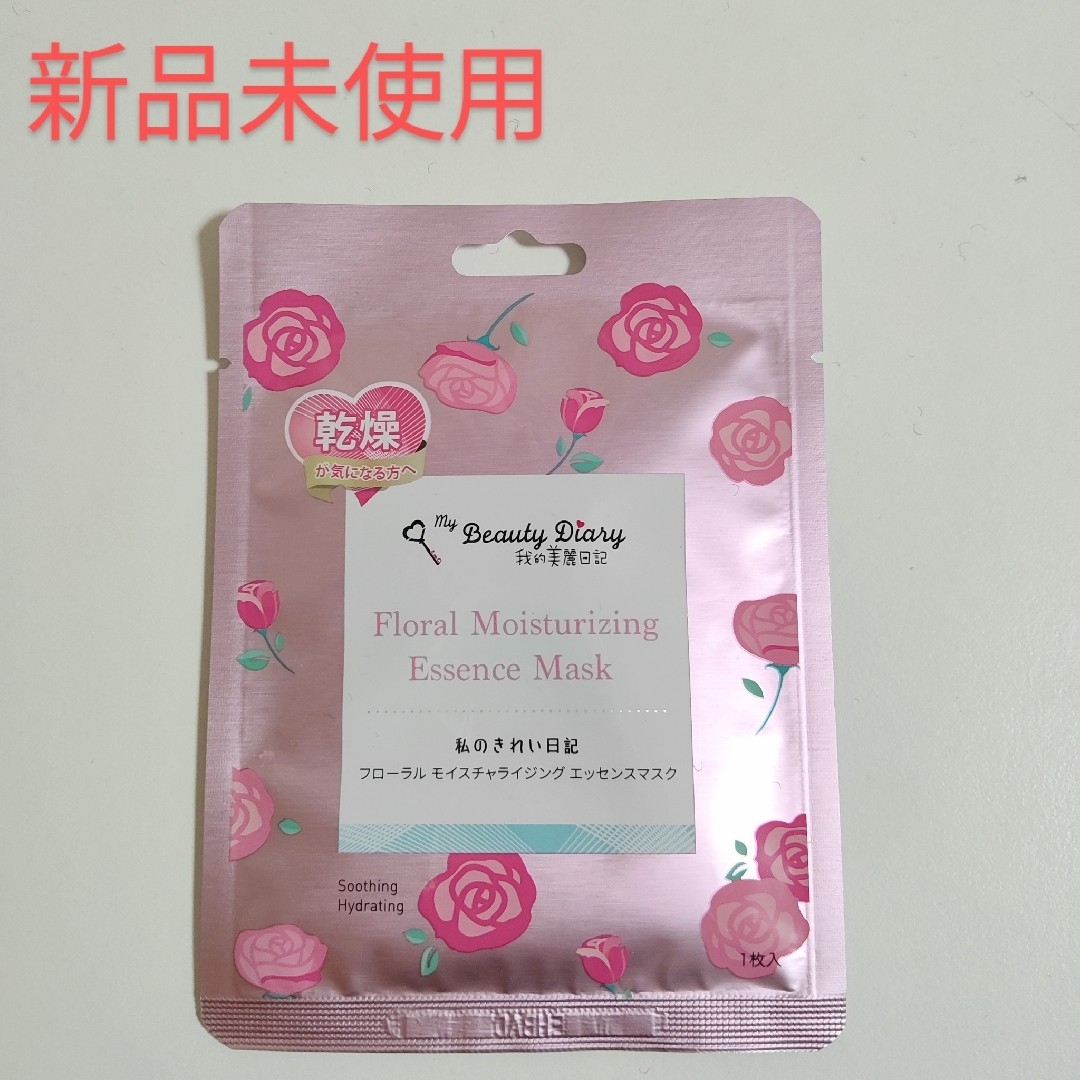 新品未使用
乾燥
が気になる方へ
My Beauty Diary
我的美麗日記
Floral Moisturizing
Essence Mask
私のきれい日記
フローラル モイスチャライジング エッセンスマスク
Soothing
Hydrating
1枚入